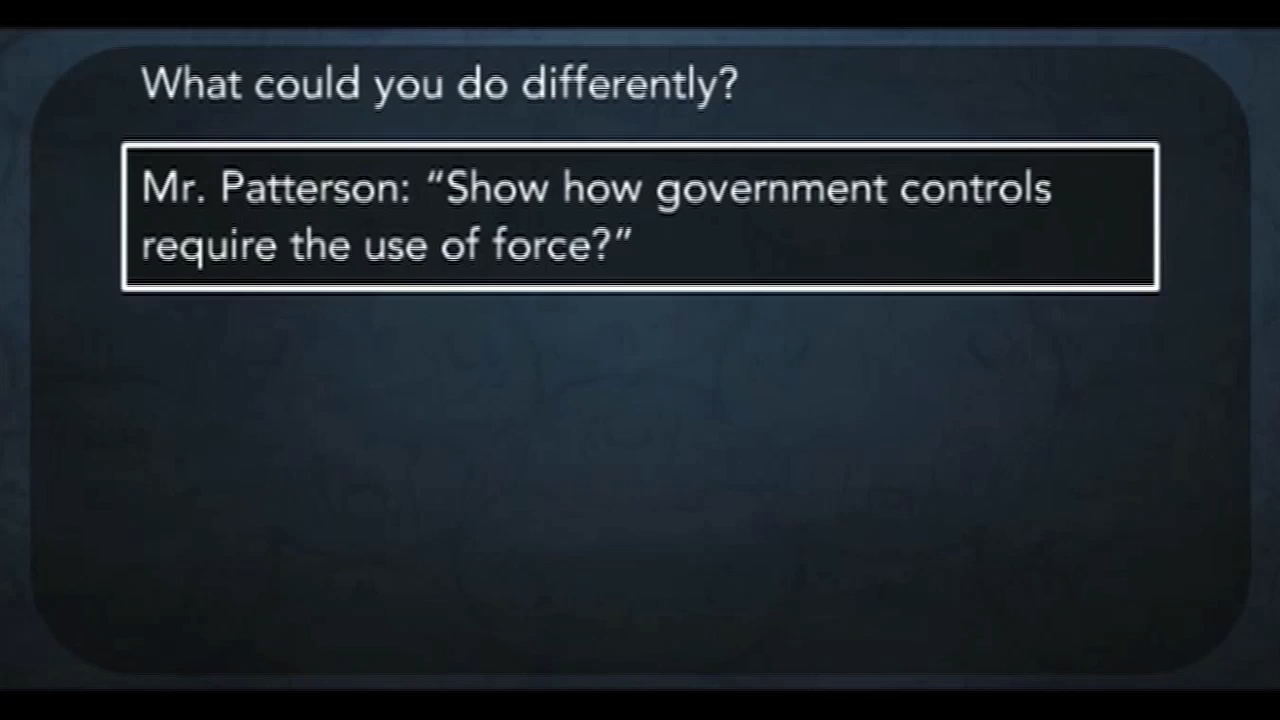 What could you do differently?
Mr. Patterson: “Show how government controls
require the use of force?”